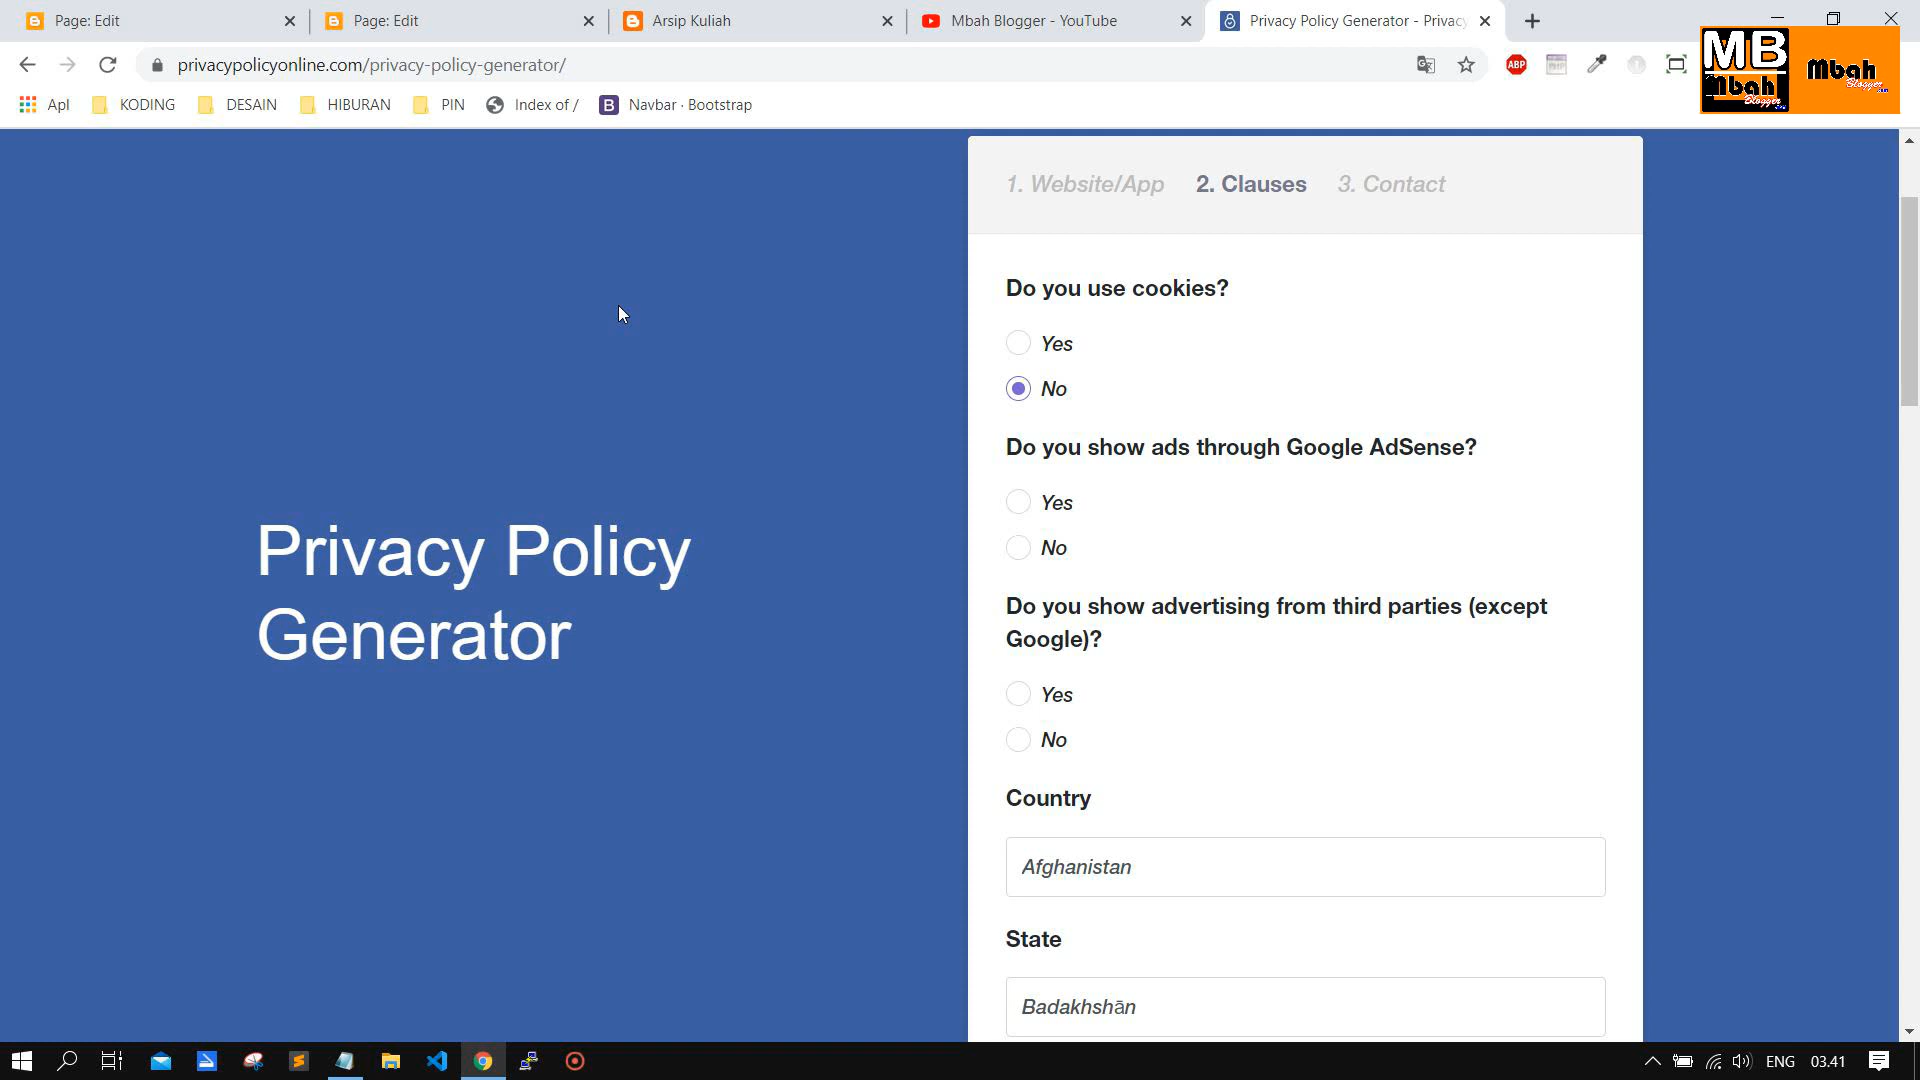 Page: Edit
Page: Edit
Arsip Kuliah
Mbah Blogger - YouTube
Privacy Policy Generator - Privacy
privacypolicyonline.com/privacy-policy-generator/
ABP
MB
Mbah
Blogger
Mbah
Blogger
Apl
KODING
DESAIN
HIBURAN
PIN
Index of /
B
Navbar · Bootstrap
1. Website/App
2. Clauses
3. Contact
Do you use cookies?
Yes
No
Do you show ads through Google AdSense?
Yes
No
Do you show advertising from third parties (except
Google)?
Yes
No
Country
Afghanistan
State
Badakhshān
Privacy Policy
Generator
ENG
03.41